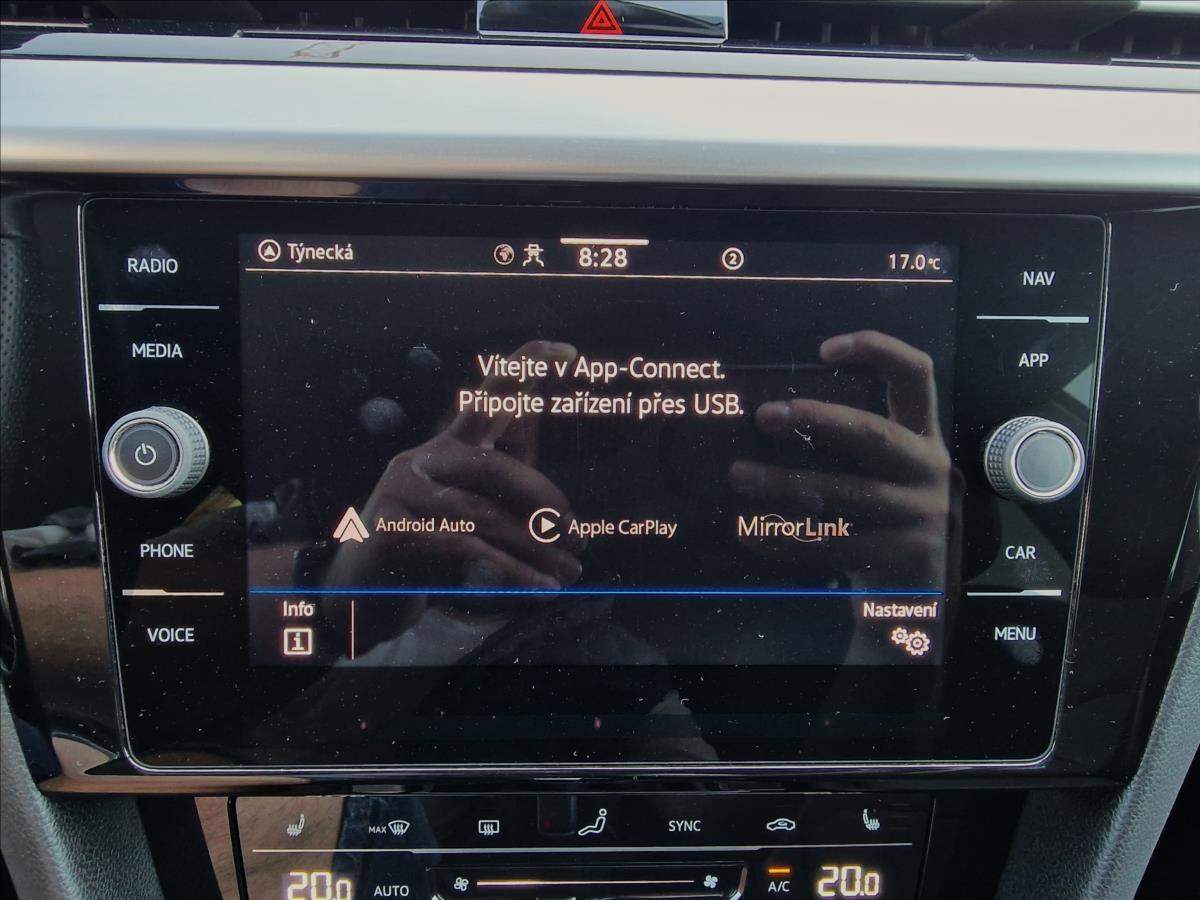 Týnecká 8:28 2 17.0°C
RADIO
MEDIA
PHONE
VOICE
Vítejte v App-Connect.
Připojte zařízení přes USB.
Android Auto Apple CarPlay MirrorLink
Info Nastavení
NAV
APP
CAR
MENU
MAX SYNC
20.0 AUTO A/C 20.0